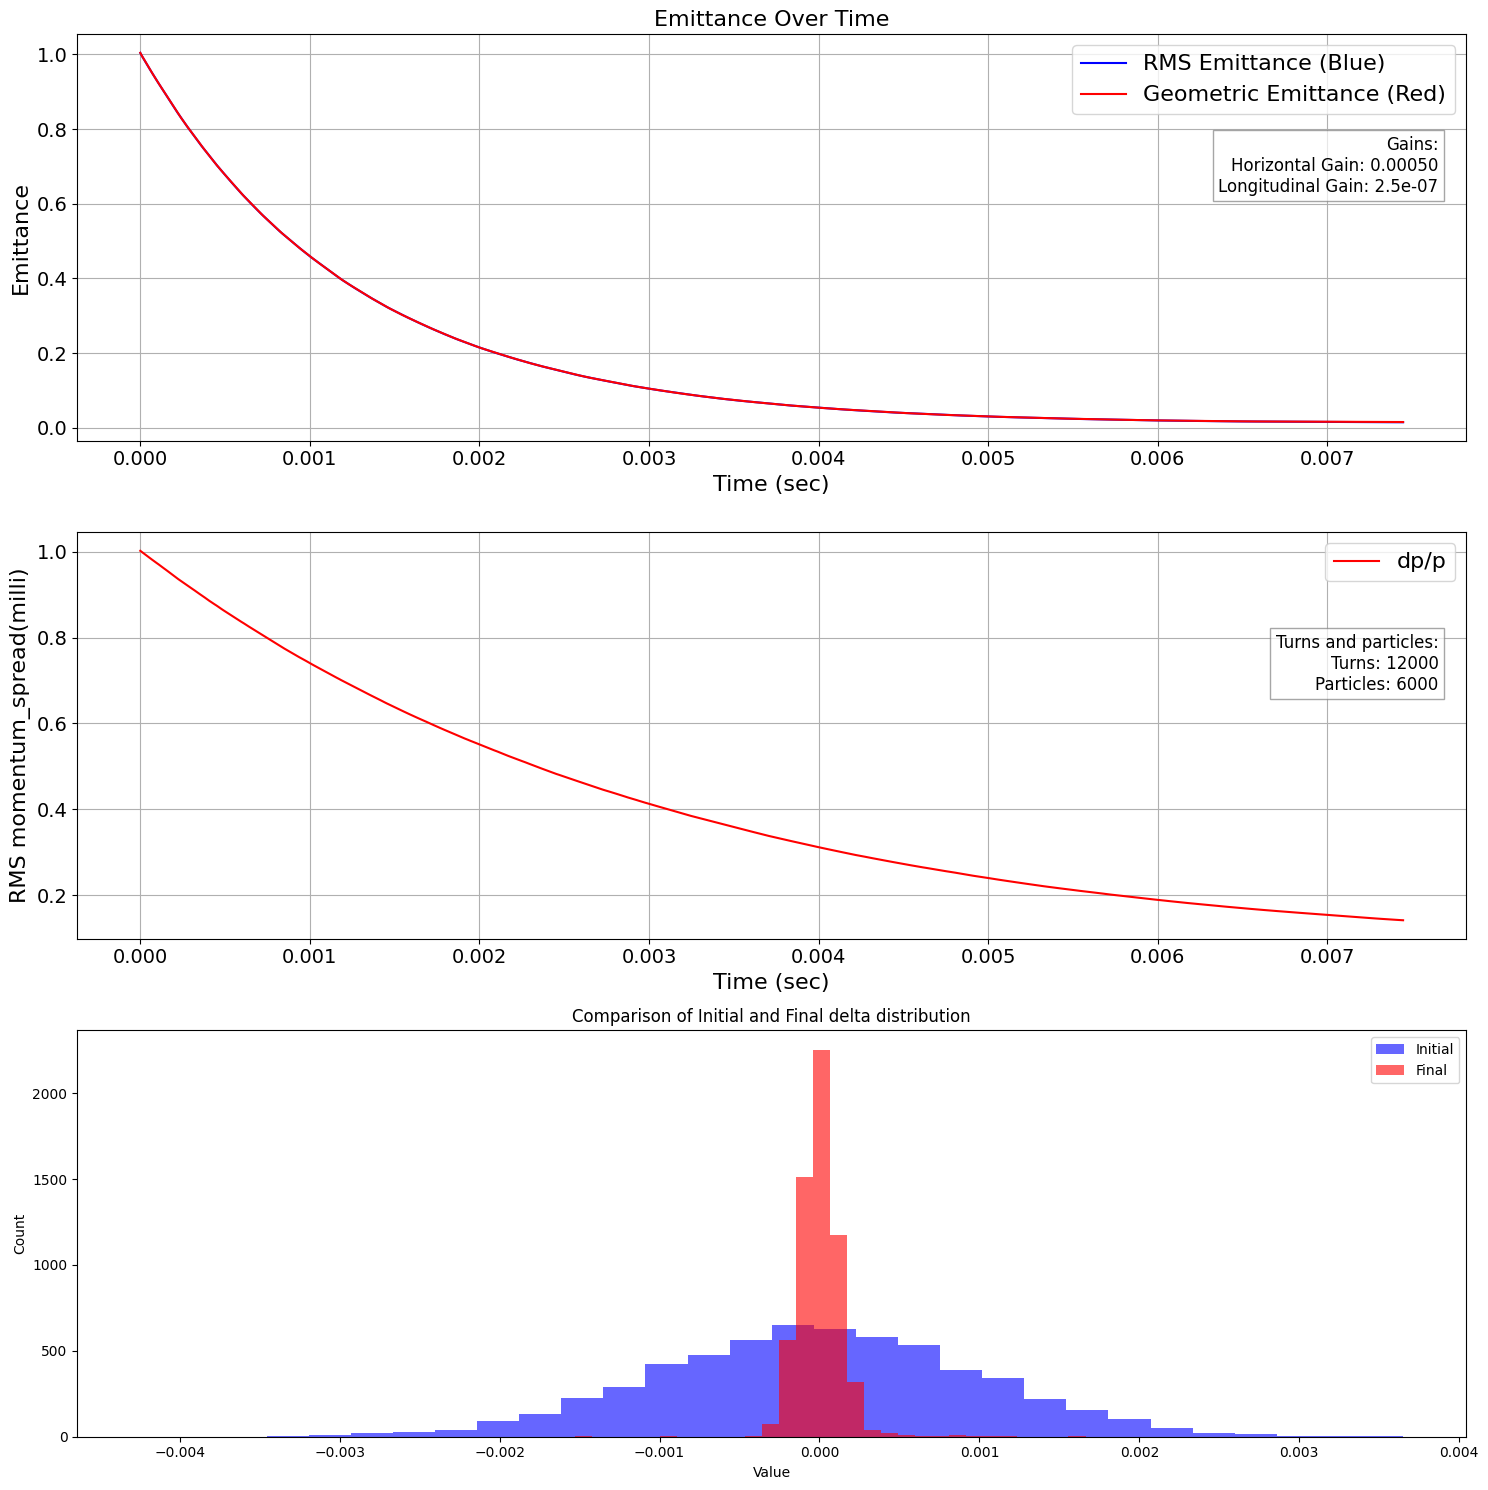 Emittance Over Time
Emittance
1.0
0.8
0.6
0.4
0.2
0.0
RMS Emittance (Blue)
Geometric Emittance (Red)
Gains:
Horizontal Gain: 0.00050
Longitudinal Gain: 2.5e-07
0.000 0.001 0.002 0.003 0.004 0.005 0.006 0.007
Time (sec)
RMS momentum_spread(milli)
1.0
0.8
0.6
0.4
0.2
dp/p
Turns and particles:
Turns: 12000
Particles: 6000
0.000 0.001 0.002 0.003 0.004 0.005 0.006 0.007
Time (sec)
Comparison of Initial and Final delta distribution
Count
2000
1500
1000
500
0
Initial
Final
−0.004 −0.003 −0.002 −0.001 0.000 0.001 0.002 0.003 0.004
Value